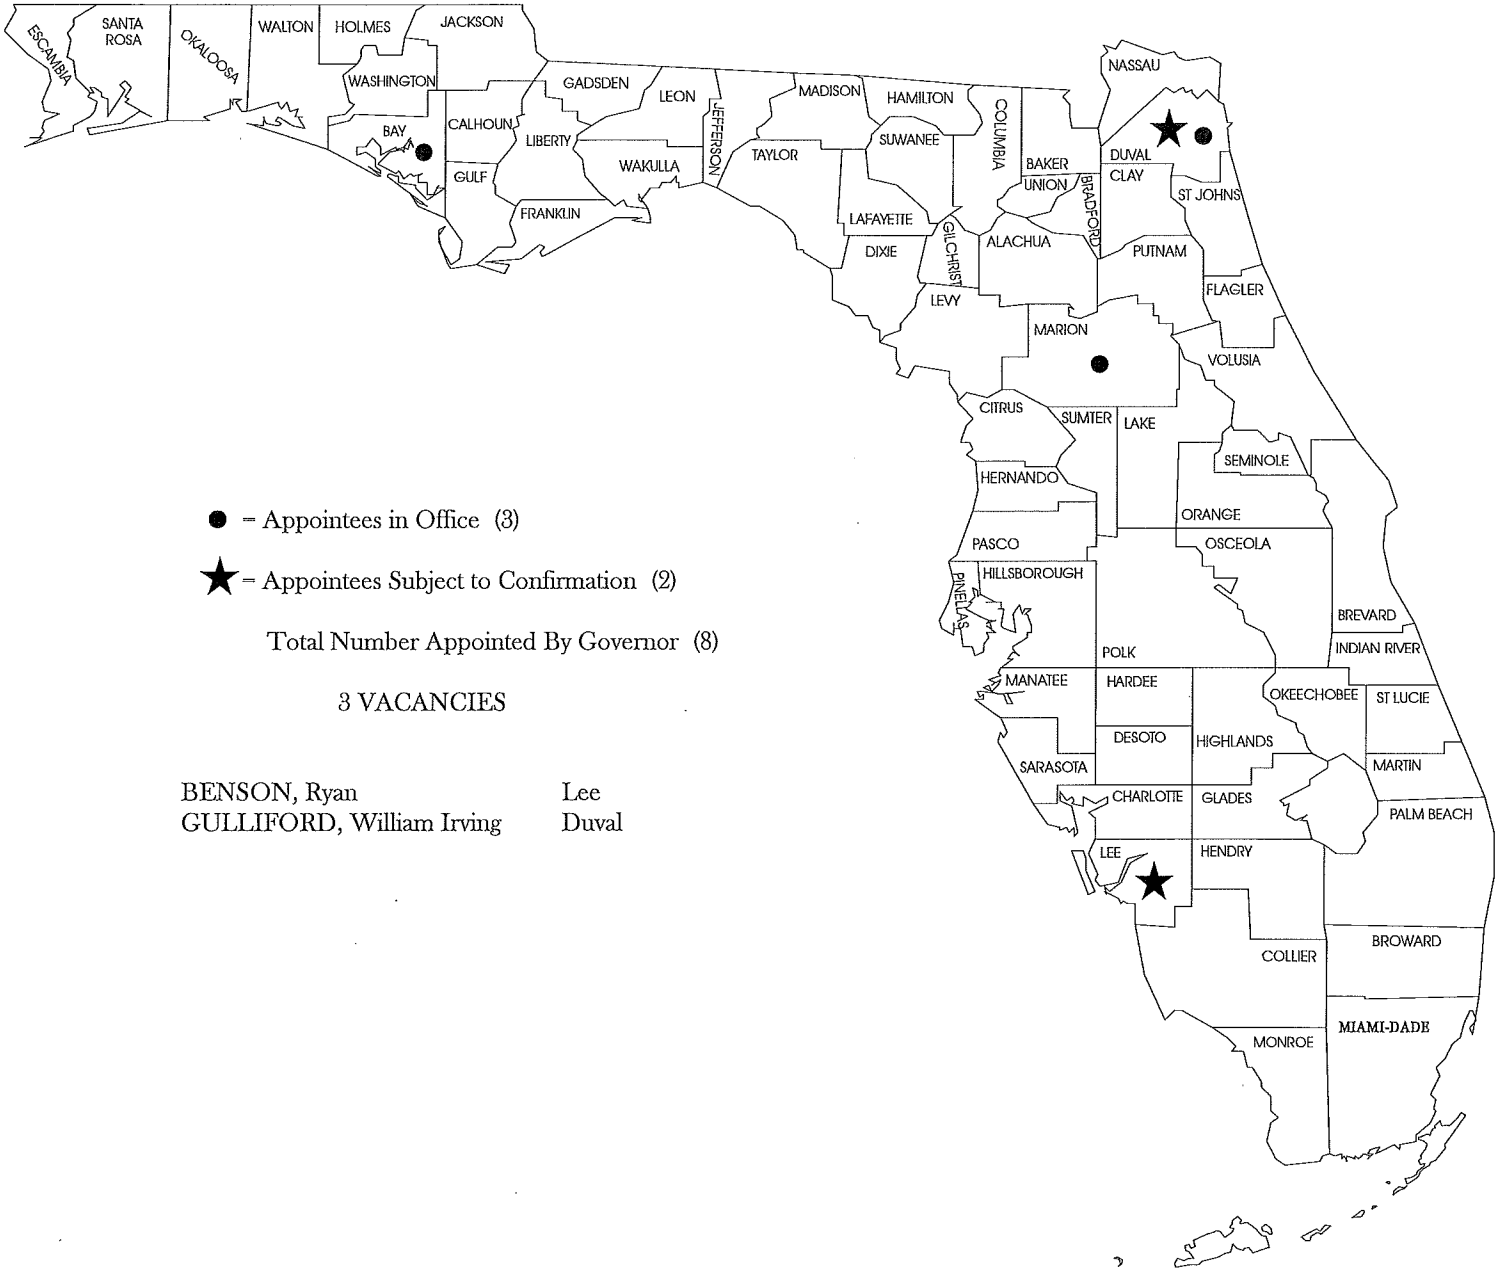 ESCAMBIA
SANTA
ROSA
OKALOOSA
WALTON
HOLMES
JACKSON
WASHINGTON
BAY
CALHOUN
GULF
GADSDEN
LIBERTY
FRANKLIN
LEON
WAKULLA
JEFFERSON
MADISON
TAYLOR
HAMILTON
SUWANEE
LAFAYETTE
DIXIE
COLUMBIA
GILCHRIST
LEVY
BAKER
UNION
BRADFORD
ALACHUA
NASSAU
DUVAL
CLAY
ST JOHNS
PUTNAM
FLAGLER
MARION
VOLUSIA
CITRUS
SUMTER
LAKE
SEMINOLE
HERNANDO
ORANGE
PASCO
OSCEOLA
PINELLAS
HILLSBOROUGH
POLK
BREVARD
INDIAN RIVER
MANATEE
HARDEE
OKEECHOBEE
ST LUCIE
DESOTO
HIGHLANDS
SARASOTA
MARTIN
CHARLOTTE
GLADES
PALM BEACH
LEE
HENDRY
COLLIER
BROWARD
MIAMI-DADE
MONROE
= Appointees in Office (3)
= Appointees Subject to Confirmation (2)
Total Number Appointed By Governor (8)
3 VACANCIES
BENSON, Ryan Lee
GULLIFORD, William Irving Duval